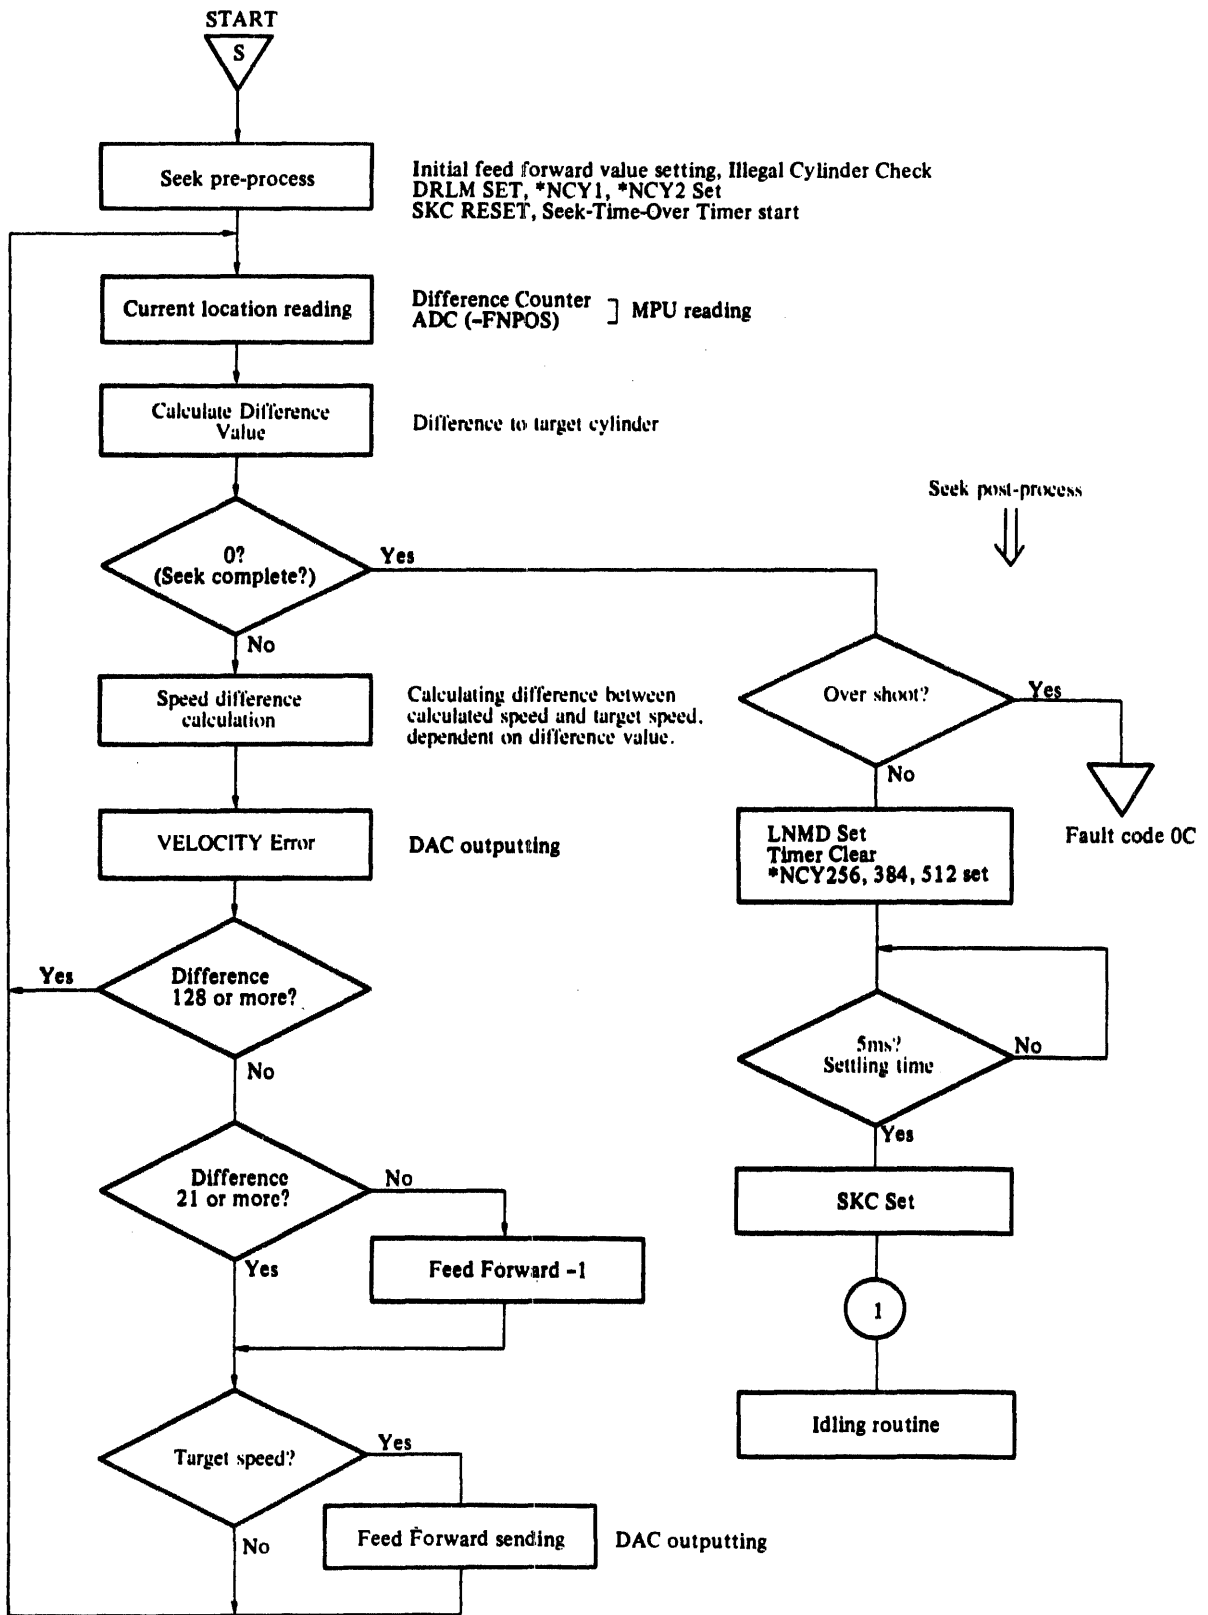 START
S
Seek pre-process
Initial feed forward value setting, Illegal Cylinder Check
DRLM SET, *NCY1, *NCY2 Set
SKC RESET, Seek-Time-Over Timer start
Current location reading
Difference Counter
ADC (-FNPOS)
] MPU reading
Calculate Difference
Value
Difference to target cylinder
Seek post-process
0?
(Seek complete?)
Yes
No
Speed difference
calculation
Calculating difference between
calculated speed and target speed.
dependent on difference value.
Over shoot?
Yes
No
Fault code 0C
VELOCITY Error
DAC outputting
LNMD Set
Timer Clear
*NCY256, 384, 512 set
Difference
128 or more?
Yes
No
5ms?
Settling time
No
Yes
Difference
21 or more?
No
Yes
Feed Forward -1
SKC Set
1
Idling routine
Target speed?
Yes
No
Feed Forward sending
DAC outputting